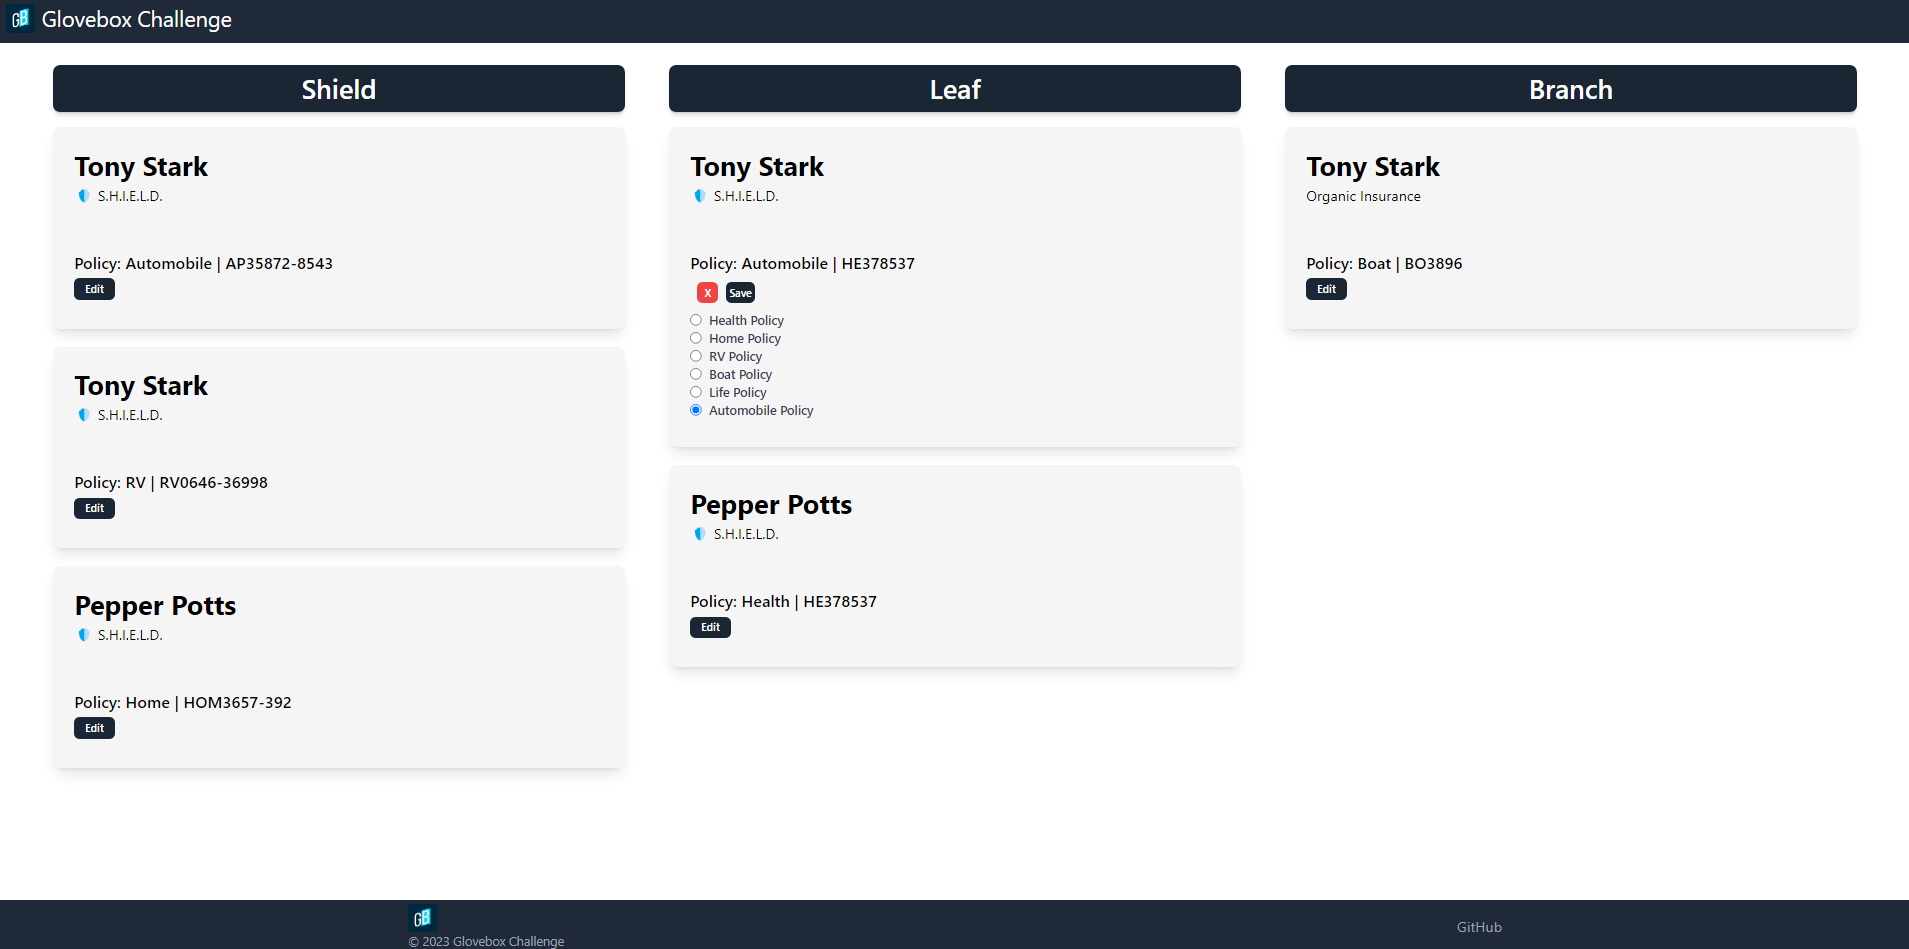 GB Glovebox Challenge
Shield
Tony Stark
S.H.I.E.L.D.
Policy: Automobile | AP35872-8543
Edit
Tony Stark
S.H.I.E.L.D.
Policy: RV | RV0646-36998
Edit
Pepper Potts
S.H.I.E.L.D.
Policy: Home | HOM3657-392
Edit
Leaf
Tony Stark
S.H.I.E.L.D.
Policy: Automobile | HE378537
X Save
Health Policy
Home Policy
RV Policy
Boat Policy
Life Policy
Automobile Policy
Pepper Potts
S.H.I.E.L.D.
Policy: Health | HE378537
Edit
Branch
Tony Stark
Organic Insurance
Policy: Boat | BO3896
Edit
GB
© 2023 Glovebox Challenge
GitHub